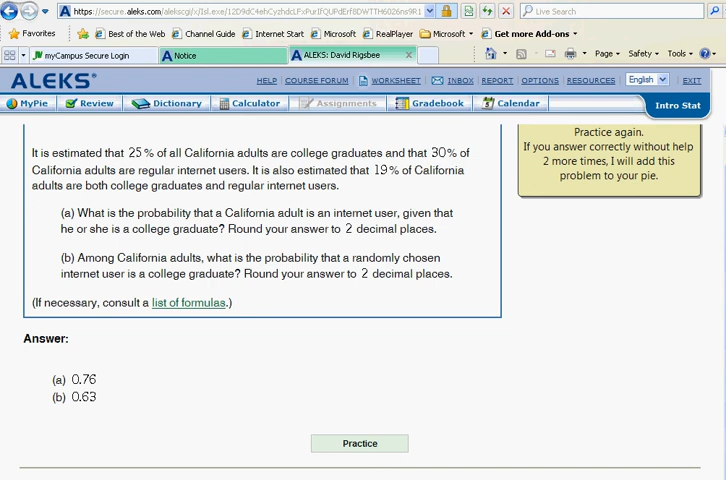 https://secure.aleks.com/alekscgi/x/Isl.exe/
Live Search
Favorites
Best of the Web
Channel Guide
Internet Start
Microsoft
RealPlayer
Microsoft
Get more Add-ons
myCampus Secure Login
Notice
ALEKS: David Rigsbee
Page
Safety
Tools
ALEKS
HELP
COURSE FORUM
WORKSHEET
INBOX
REPORT
OPTIONS
RESOURCES
English
EXIT
MyPie
Review
Dictionary
Calculator
Assignments
Gradebook
Calendar
Intro Stat
It is estimated that 25% of all California adults are college graduates and that 30% of
California adults are regular internet users. It is also estimated that 19% of California
adults are both college graduates and regular internet users.
(a) What is the probability that a California adult is an internet user, given that
he or she is a college graduate? Round your answer to 2 decimal places.
(b) Among California adults, what is the probability that a randomly chosen
internet user is a college graduate? Round your answer to 2 decimal places.
(If necessary, consult a list of formulas.)
Practice again.
If you answer correctly without help
2 more times, I will add this
problem to your pie.
Answer:
(a) 0.76
(b) 0.63
Practice